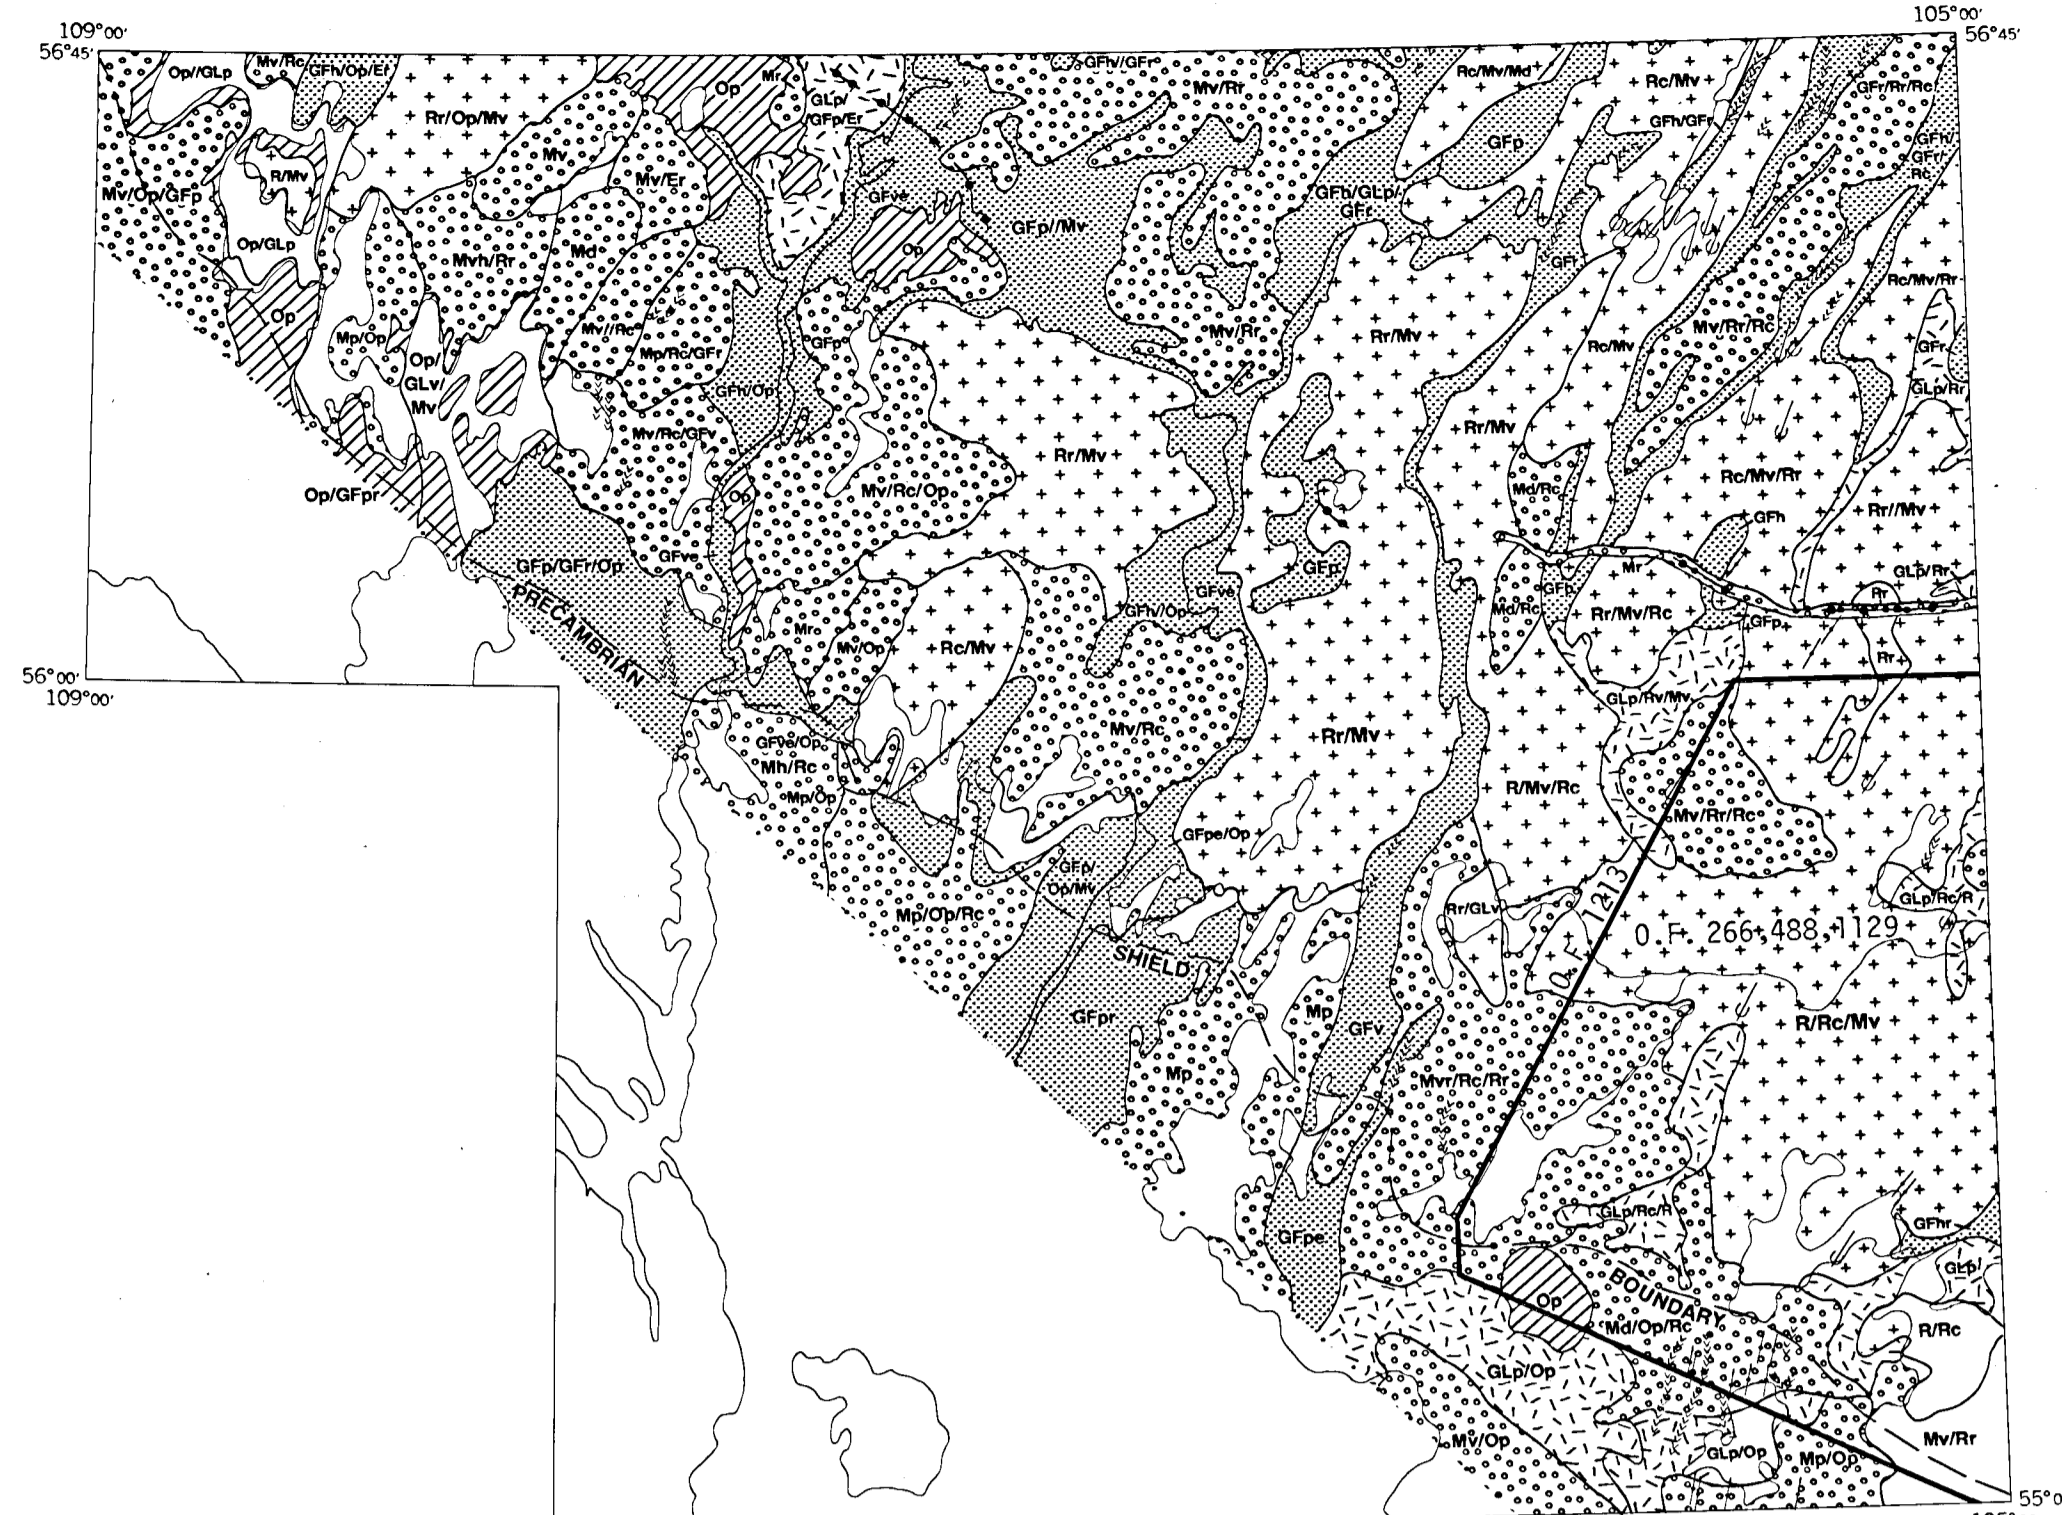 109°00'
105°00'
56°45'
56°45'
Op//GLp
Mv/Rc
GFh/Op/Er
Rr/Op/Mv
Op
Mr
GLp/
/GFp/Er
GFh//GFr
Mv/Rr
Rc/Mv/Md
Rc/Mv
GFr/Rr/Rc
GFh/GFr
GFp
GFh/
GFr/
Rc
R/Mv
Mv
Mv/Er
Mv/Op/GFp
GFve
GFp//Mv
GFh/GLp/
GFr
Op/GLp
Mvh/Rr
Md
Op
GFr
Rc/Mv/Rr
Op
Mp/Op
Mv//Rc
Mp/Rc/GFr
GFp
Mv/Rr
Rr/Mv
Rc/Mv
Mv/Rr/Rc
GFr
GLp/Rr
Op/
GLv/
Mv
GFh/Op
Mv/Rc/GFv
Rr/Mv
Rr/Mv
Rc/Mv/Rr
Op/GFpr
Op
Mv/Rc/Op
Md/Rc
GFh
Rr//Mv
GFp/GFr/Op
GFve
GFve
GFp
Mr
GLp/Rr
PRECAMBRIAN
GFh//Op
Md/Rc
GFp
Rr/Mv/Rc
GFp
Rr
Mr
Mv/Op
Rc/Mv
Rr
56°00'
109°00'
GLp/Rv/Mv
GFve/Op
Mh/Rc
Mp/Op
Mv/Rc
Rr/Mv
R/Mv/Rc
Mv/Rr/Rc
GFpe/Op
GFp/
Op/Mv
Mp/Op/Rc
Rr/GLv
O.F. 1213
O.F. 266,488,1129
GLp/Rc/R
SHIELD
GFpr
Mp
GFv
R/Rc/Mv
Mp
Mvr/Rc/Rr
GLp/Rc/R
GFhr
GFpe
GLp
BOUNDARY
Op
Md/Op/Rc
R/Rc
GLp/Op
Mv/Op
GLp/Op
Mp/Op
Mv/Rr